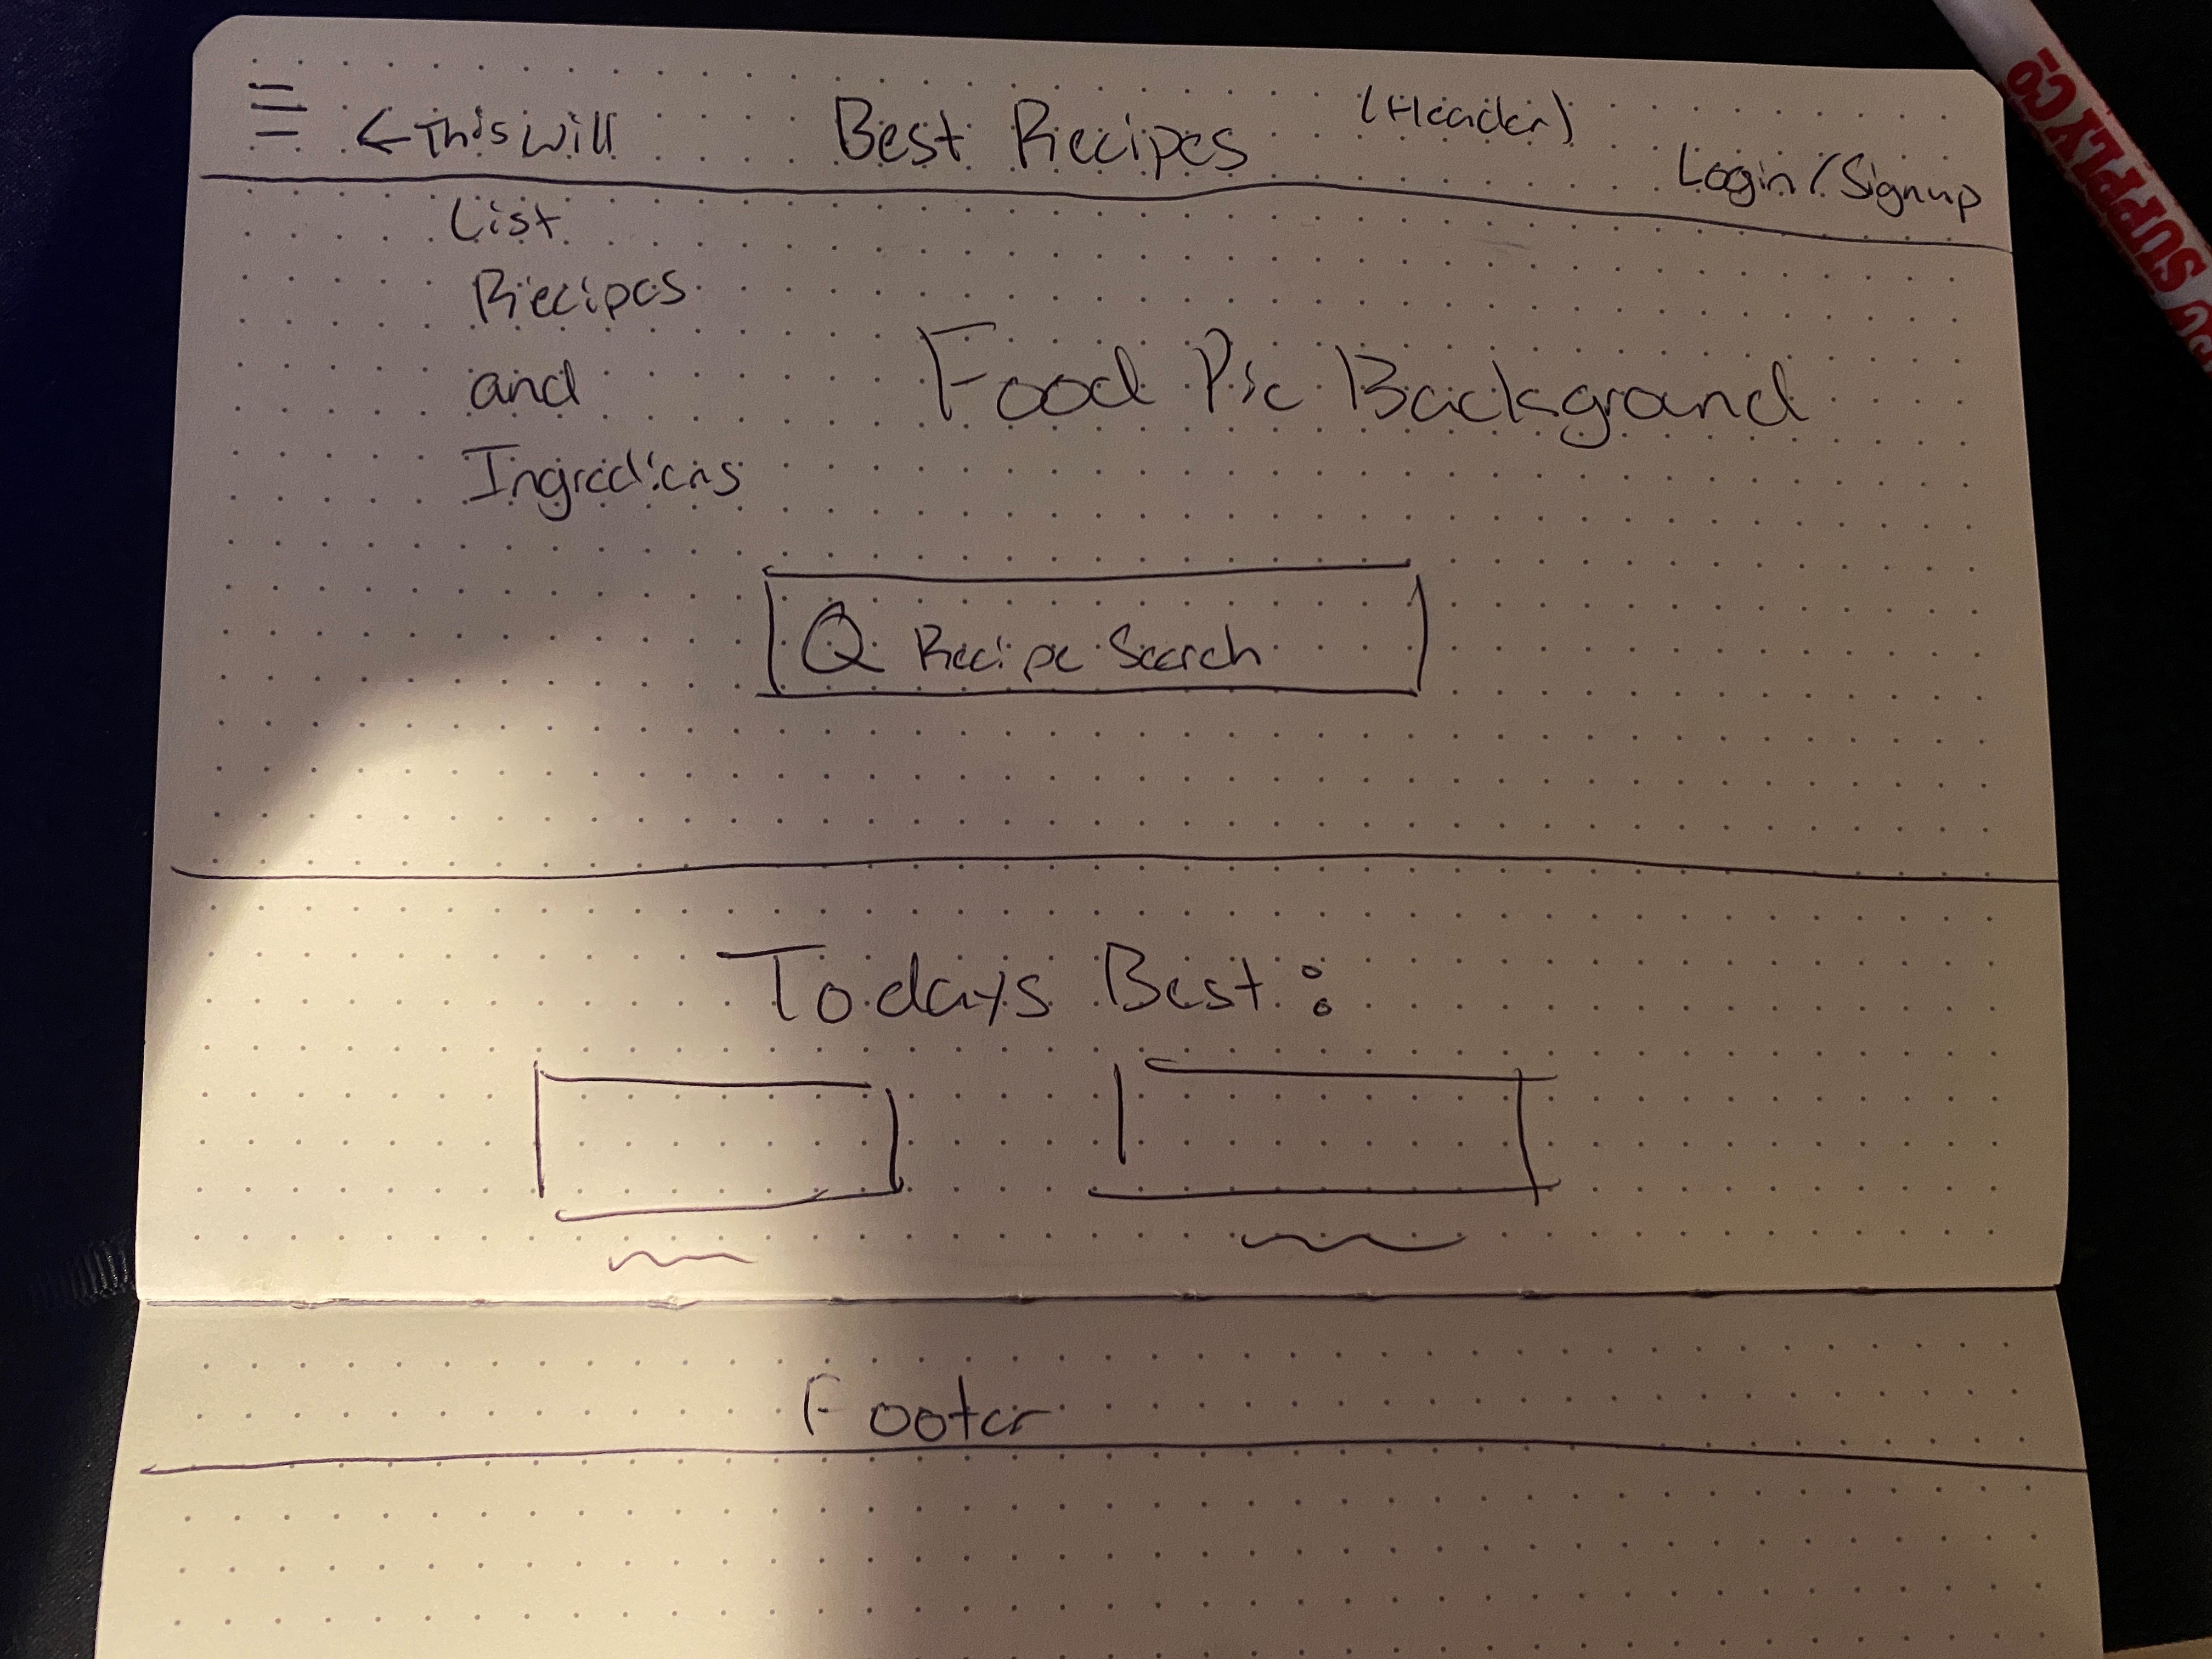 ← This Will
Best Recipes
(Header)
Login/Signup
List
Recipes
and
Ingrediens
Food Pic Background
Recipe Search
Todays Best:
Footer
SUPPLY CO